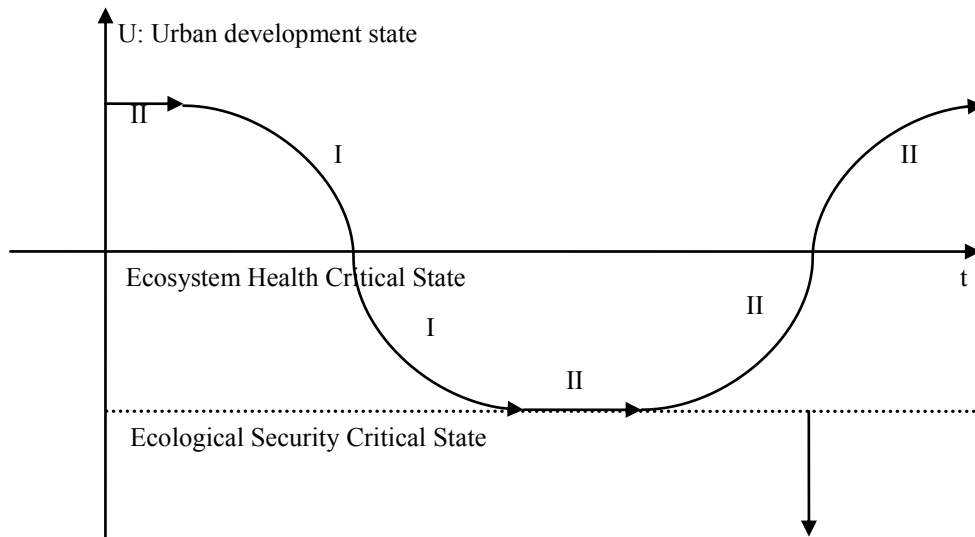 U: Urban development state
II
I
II
Ecosystem Health Critical State
t
I
II
II
Ecological Security Critical State